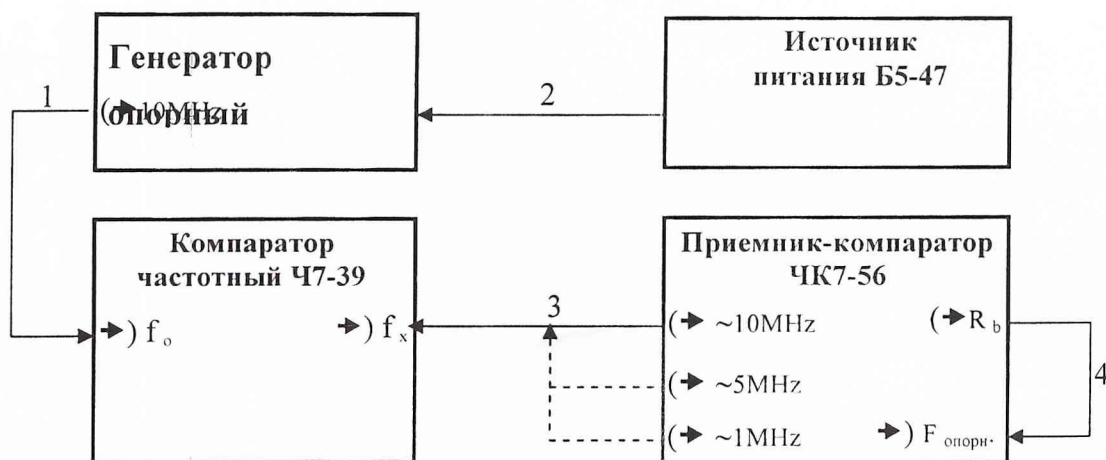 Генератор
опорный
10MHz
1
2
Источник
питания Б5-47
Компаратор
частотный Ч7-39
) f о
) f x
3
Приемник-компаратор
ЧК7-56
( ~10MHz
( R b
( ~5MHz
( ~1MHz
) F опорн.
4